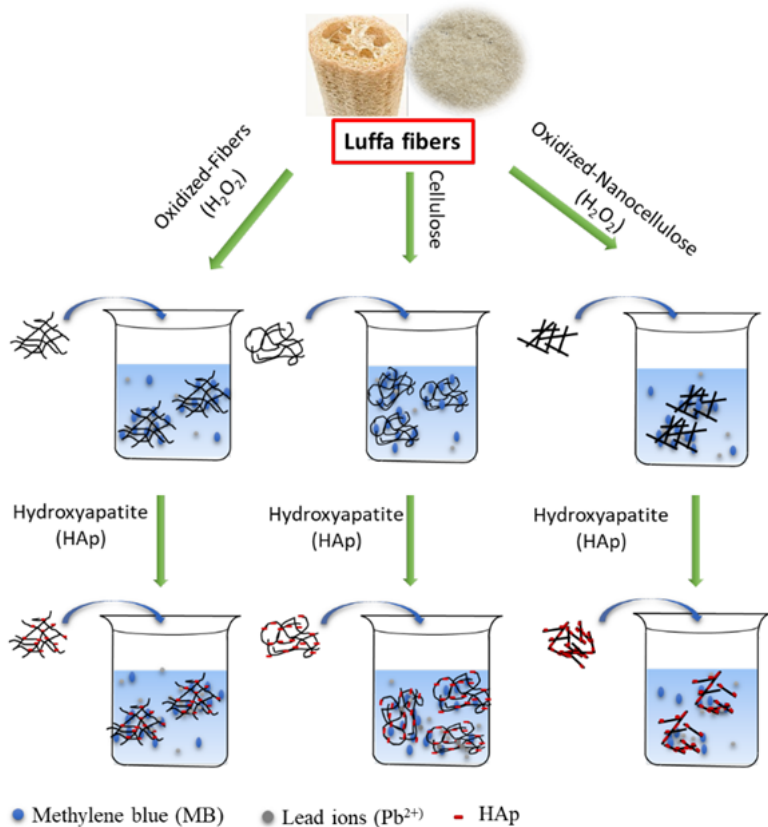 Luffa fibers
Oxidized-Fibers
(H₂O₂)
Cellulose
Oxidized-Nanocellulose
(H₂O₂)
Hydroxyapatite
(HAp)
Hydroxyapatite
(HAp)
Hydroxyapatite
(HAp)
Methylene blue (MB)
Lead ions (Pb²⁺)
HAp